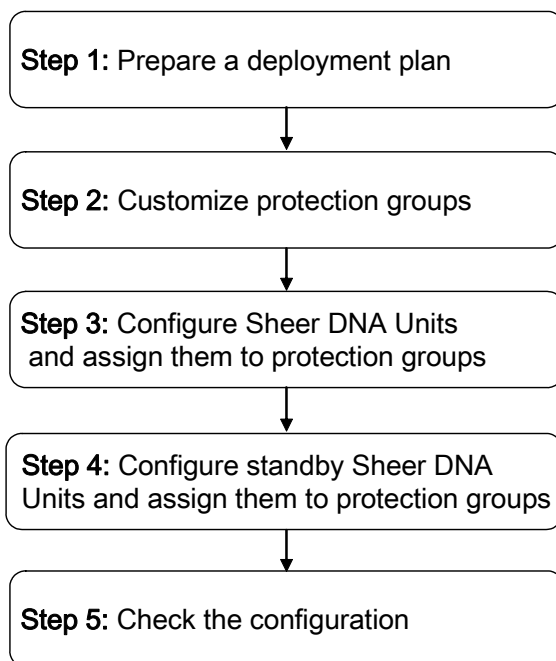 Step 1: Prepare a deployment plan
Step 2: Customize protection groups
Step 3: Configure Sheer DNA Units
and assign them to protection groups
Step 4: Configure standby Sheer DNA
Units and assign them to protection groups
Step 5: Check the configuration